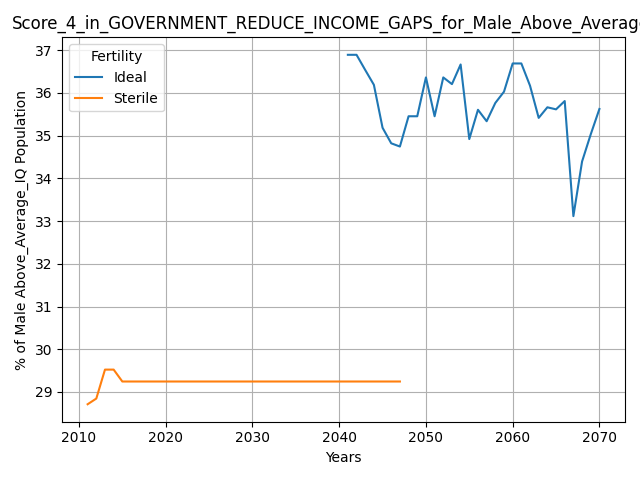 Score_4_in_GOVERNMENT_REDUCE_INCOME_GAPS_for_Male_Above_Average
Fertility
Ideal
Sterile
37
36
35
34
33
32
31
30
29
% of Male Above_Average_IQ Population
2010 2020 2030 2040 2050 2060 2070
Years